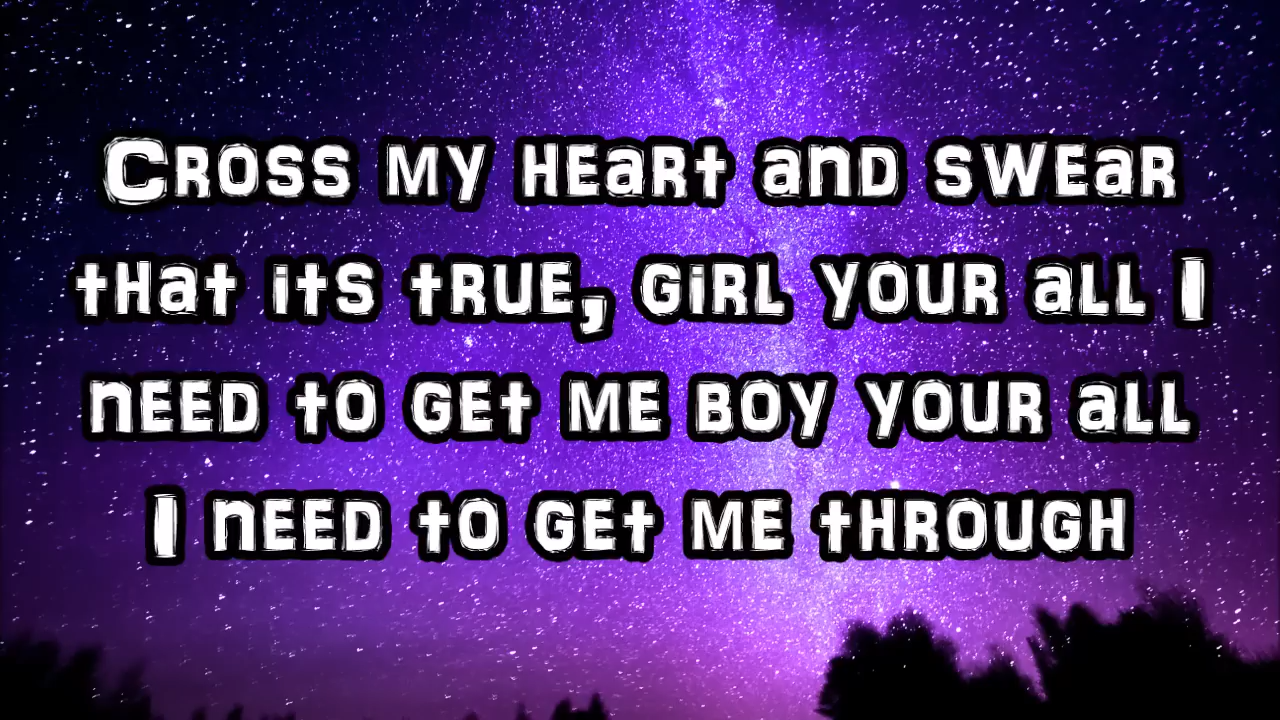 Cross my heart and swear
that its true, girl your all I
need to get me boy your all
I need to get me through